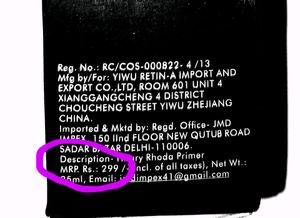 Reg. No.: RC/COS-000822- 4 /13
Mfg by/For: YIWU RETIN-A IMPORT AND
EXPORT CO.,LTD, ROOM 601 UNIT 4
XIANGGANGCHENG 4 DISTRICT
CHOUCHENG STREET YIWU ZHEJIANG
CHINA.
Imported & Mktd by: Regd. Office- JMD
IMPEX, 150 IInd FLOOR NEW QUTUB ROAD
SADAR BAZAR DELHI-110006.
Description- Rhoda Primer
MRP. Rs.: 299 /- (Incl. of all taxes), Net Wt.:
Email: